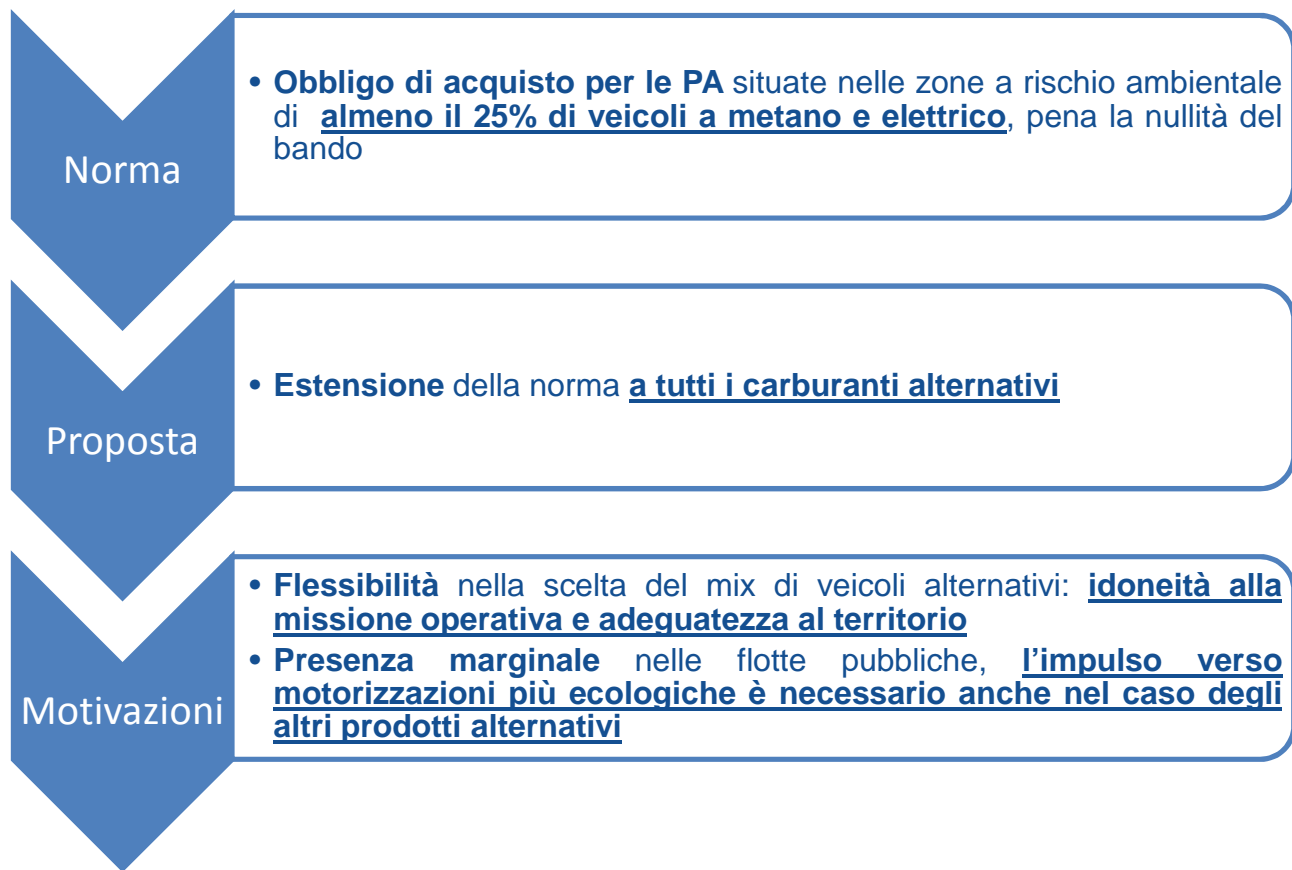 Norma
• Obbligo di acquisto per le PA situate nelle zone a rischio ambientale
di almeno il 25% di veicoli a metano e elettrico, pena la nullità del
bando
Proposta
• Estensione della norma a tutti i carburanti alternativi
Motivazioni
• Flessibilità nella scelta del mix di veicoli alternativi: idoneità alla
missione operativa e adeguatezza al territorio
• Presenza marginale nelle flotte pubbliche, l’impulso verso
motorizzazioni più ecologiche è necessario anche nel caso degli
altri prodotti alternativi